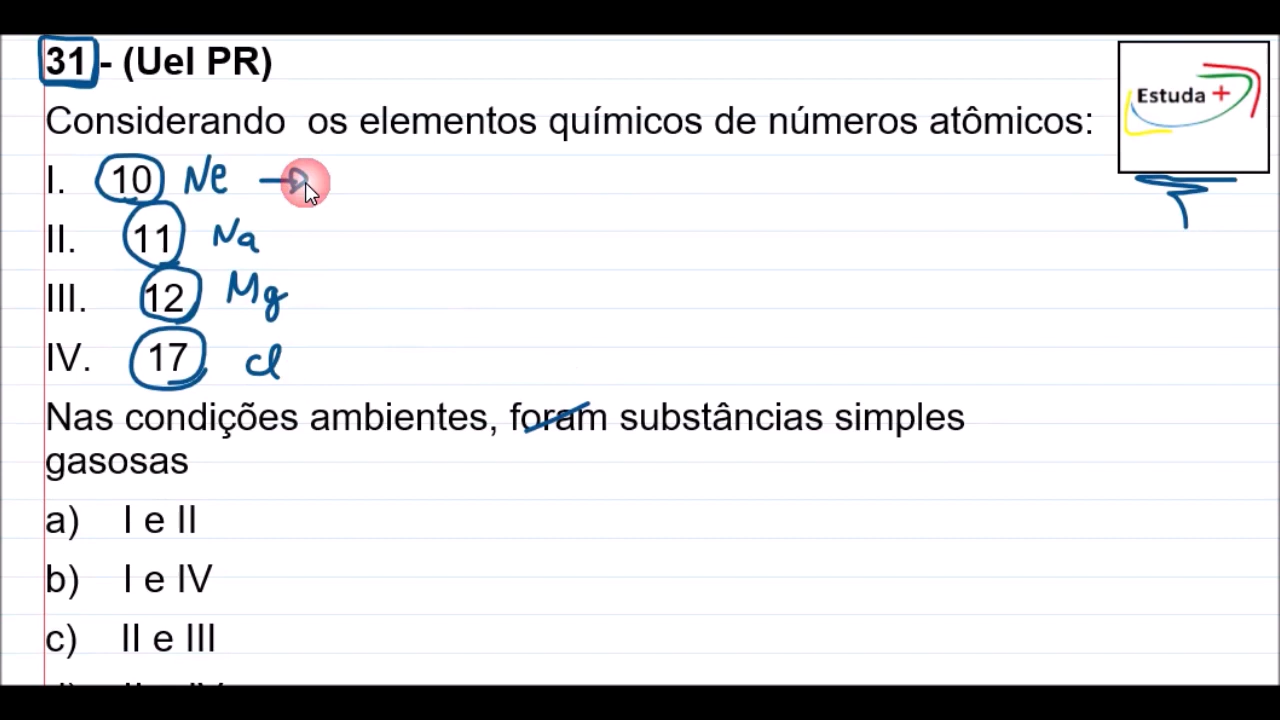 31 - (Uel PR)
Estuda +
Considerando os elementos químicos de números atômicos:
I. 10 Ne
II. 11 Na
III. 12 Mg
IV. 17 Cl
Nas condições ambientes, foram substâncias simples
gasosas
a) I e II
b) I e IV
c) II e III